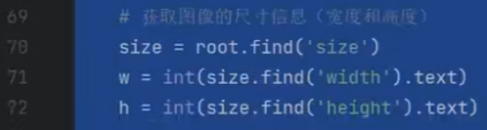 69 # 获取图像的尺寸信息（宽度和高度）
70 size = root.find('size')
71 w = int(size.find('width').text)
72 h = int(size.find('height').text)